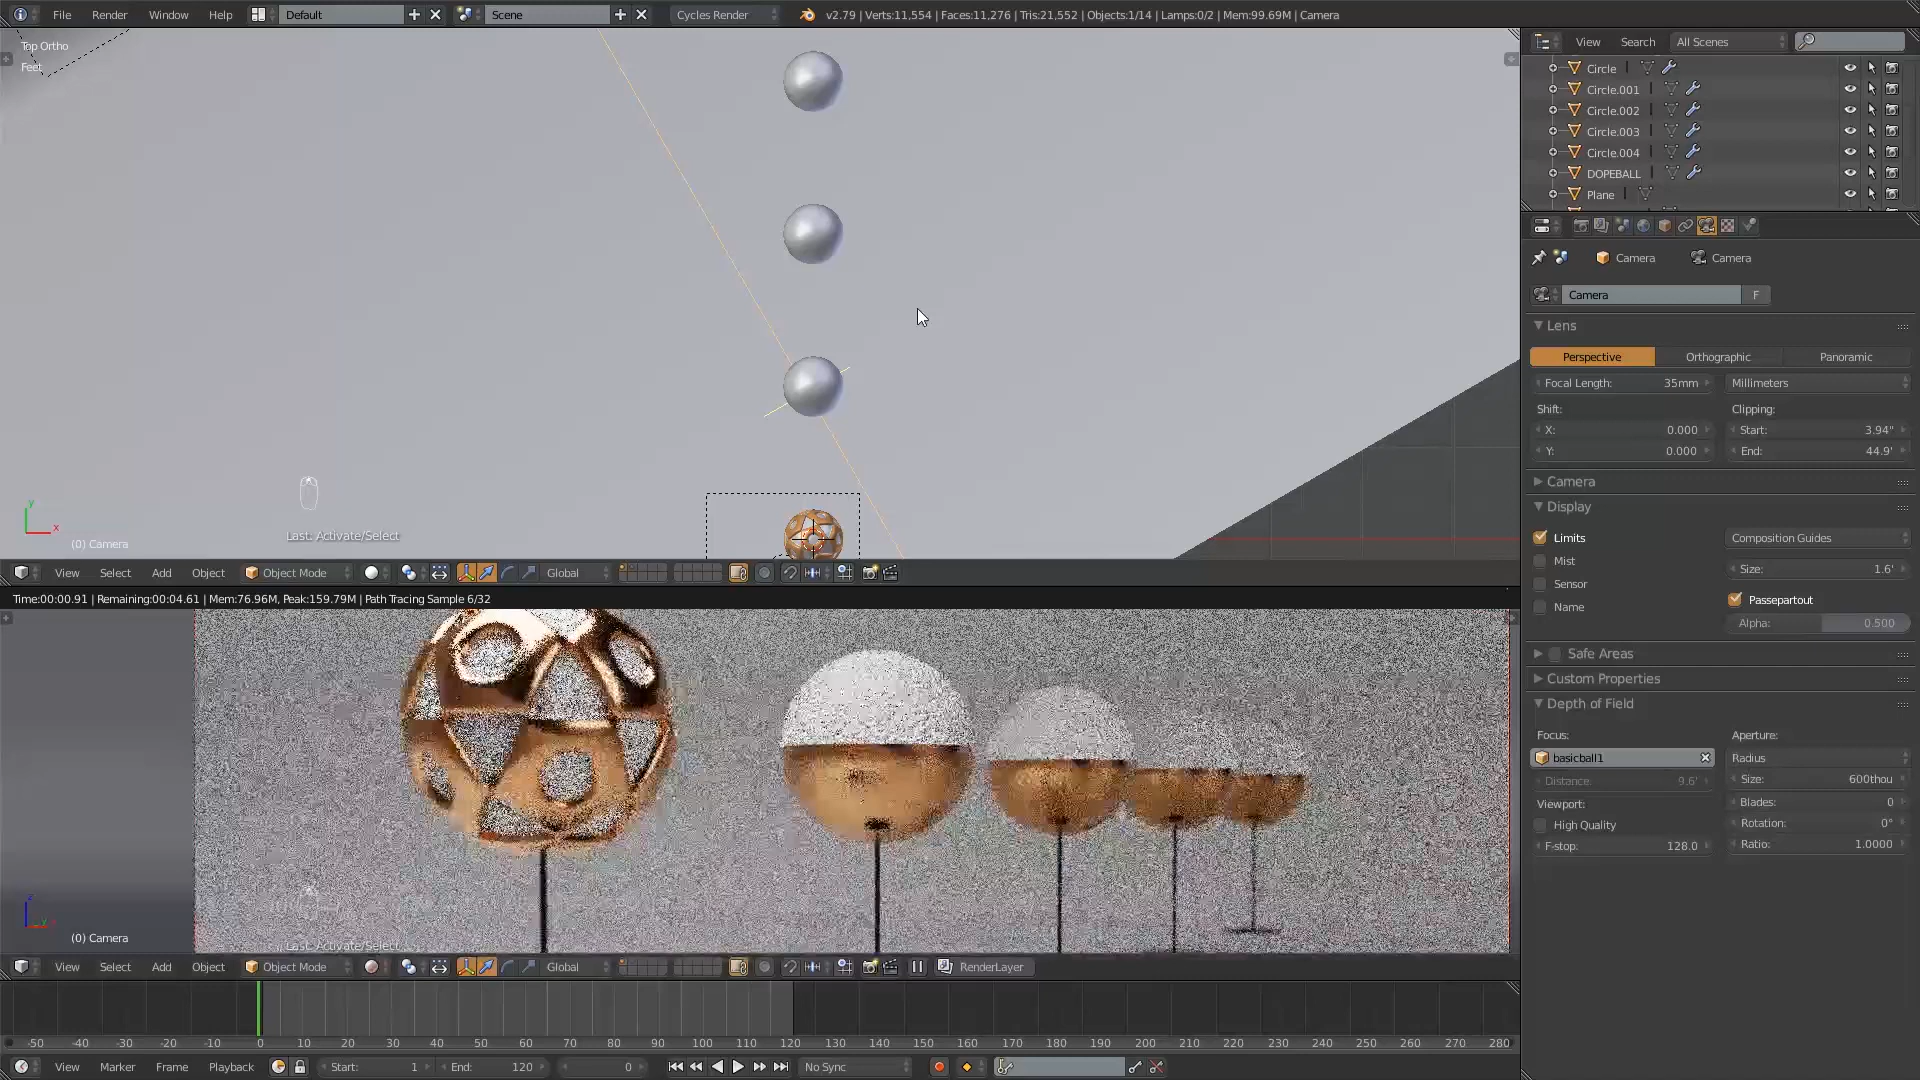 File Render Window Help Default Scene Cycles Render v2.79 | Verts:11,554 | Faces:11,276 | Tris:21,552 | Objects:1/14 | Lamps:0/2 | Mem:99.69M | Camera
Top Ortho
Feet
y
x
Last: Activate/Select
(0) Camera
View Select Add Object Object Mode Global
Time:00:00.91 | Remaining:00:04.61 | Mem:76.96M, Peak:159.79M | Path Tracing Sample 6/32
z
(0) Camera
Last: Activate/Select
View Select Add Object Object Mode Global RenderLayer
-50 -40 -30 -20 -10 0 10 20 30 40 50 60 70 80 90 100 110 120 130 140 150 160 170 180 190 200 210 220 230 240 250 260 270 280
View Marker Frame Playback Start: 1 End: 120 0 No Sync
View Search All Scenes
Circle
Circle.001
Circle.002
Circle.003
Circle.004
DOPEBALL
Plane
Camera Camera
Camera F
Lens
Perspective Orthographic Panoramic
Focal Length: 35mm Millimeters
Shift: Clipping:
X: 0.000 Start: 3.94"
Y: 0.000 End: 44.9'
Camera
Display
Limits Composition Guides
Mist Size: 1.6'
Sensor
Name Passepartout
Alpha: 0.500
Safe Areas
Custom Properties
Depth of Field
Focus: Aperture:
basicball1 Radius
Distance: 9.6' Size: 600thou
Viewport: Blades: 0
High Quality Rotation: 0°
F-stop: 128.0 Ratio: 1.0000